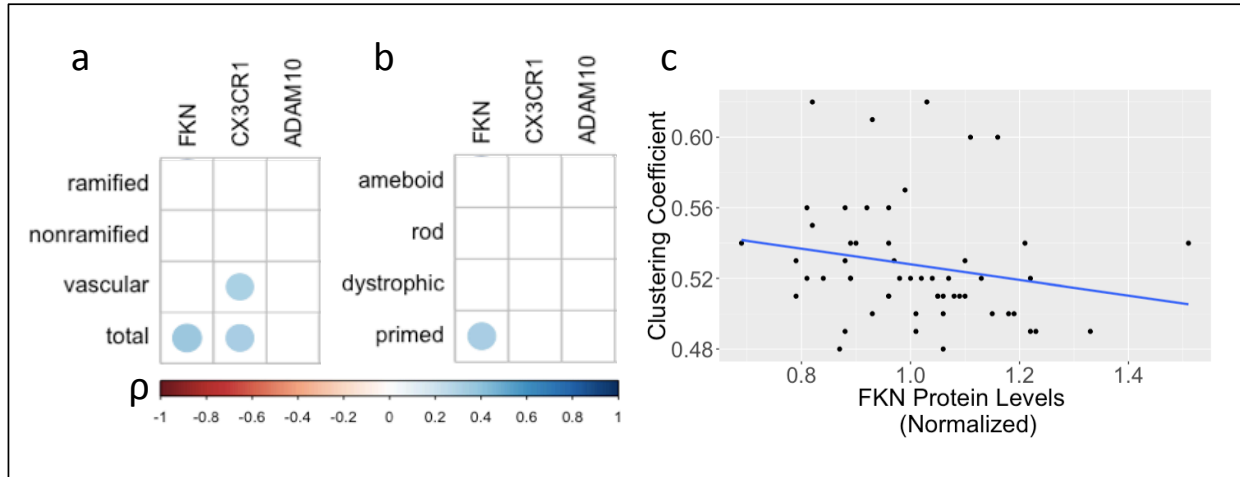 a
FKN
CX3CR1
ADAM10
ramified
nonramified
vascular
total
b
FKN
CX3CR1
ADAM10
ameboid
rod
dystrophic
primed
ρ
-1 -0.8 -0.6 -0.4 -0.2 0 0.2 0.4 0.6 0.8 1
c
Clustering Coefficient
0.60
0.56
0.52
0.48
0.8 1.0 1.2 1.4
FKN Protein Levels
(Normalized)